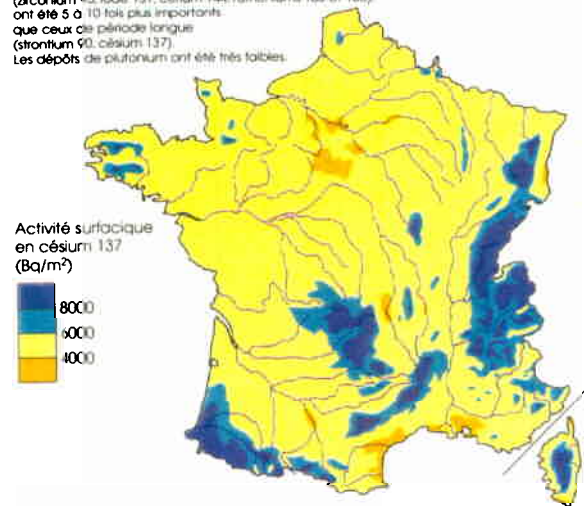 ont été 5 à 10 fois plus importants
que ceux de période longue
(strontium 90, césium 137).
Les dépôts de plutonium ont été très faibles.
Activité surfacique
en césium 137
(Bq/m²)
8000
6000
4000